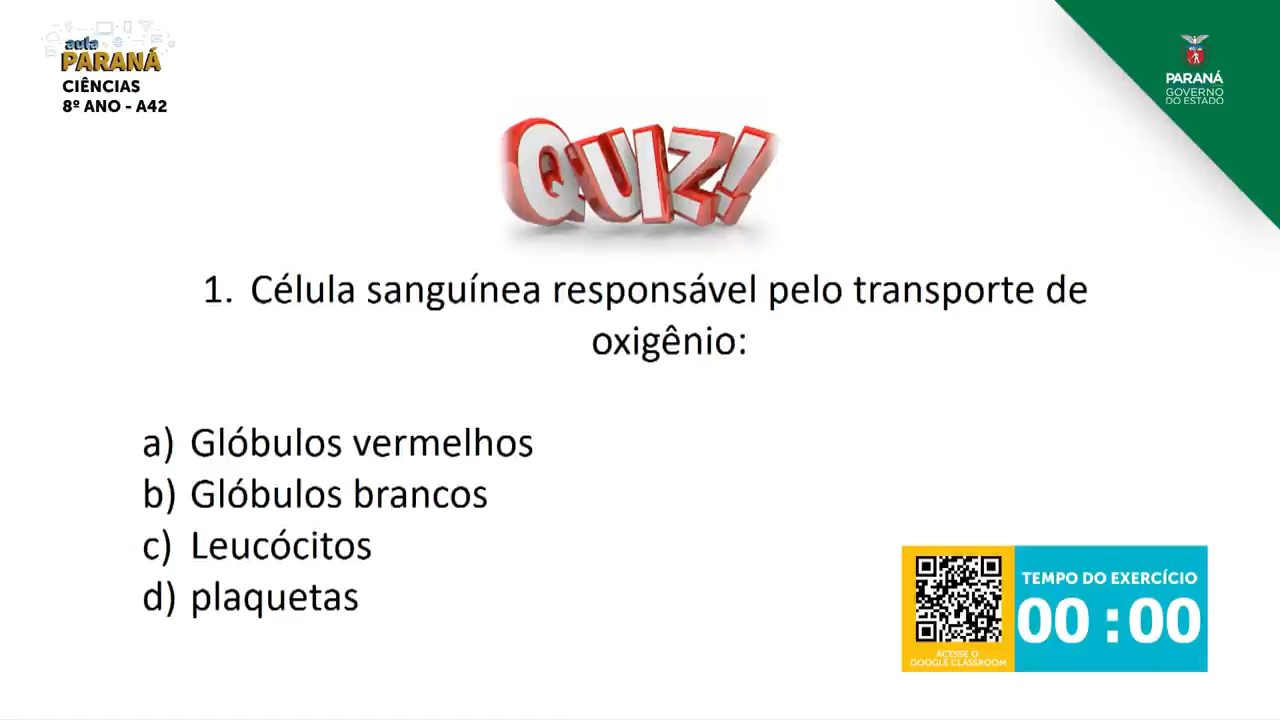 aula
PARANÁ
CIÊNCIAS
8º ANO - A42
PARANÁ
GOVERNO
DO ESTADO
QUIZ!
1. Célula sanguínea responsável pelo transporte de
oxigênio:
a) Glóbulos vermelhos
b) Glóbulos brancos
c) Leucócitos
d) plaquetas
TEMPO DO EXERCÍCIO
00:00
ACESSE O
GOOGLE CLASSROOM